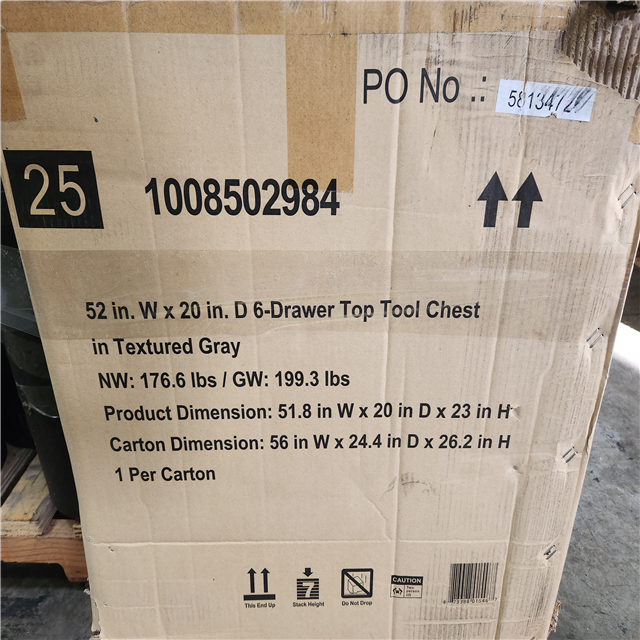 PO No .:
25
1008502984
52 in. W x 20 in. D 6-Drawer Top Tool Chest
in Textured Gray
NW: 176.6 lbs / GW: 199.3 lbs
Product Dimension: 51.8 in W x 20 in D x 23 in H
Carton Dimension: 56 in W x 24.4 in D x 26.2 in H
1 Per Carton
7
CAUTION
This End Up
Stack Height
Do Not Drop